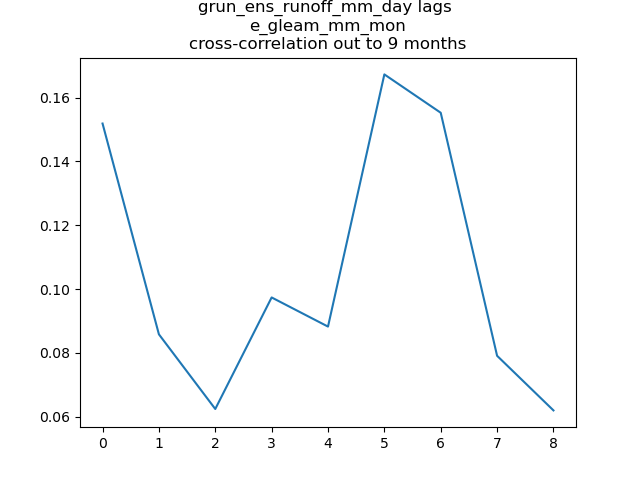 grun_ens_runoff_mm_day lags
e_gleam_mm_mon
cross-correlation out to 9 months
0.16
0.14
0.12
0.10
0.08
0.06
0 1 2 3 4 5 6 7 8